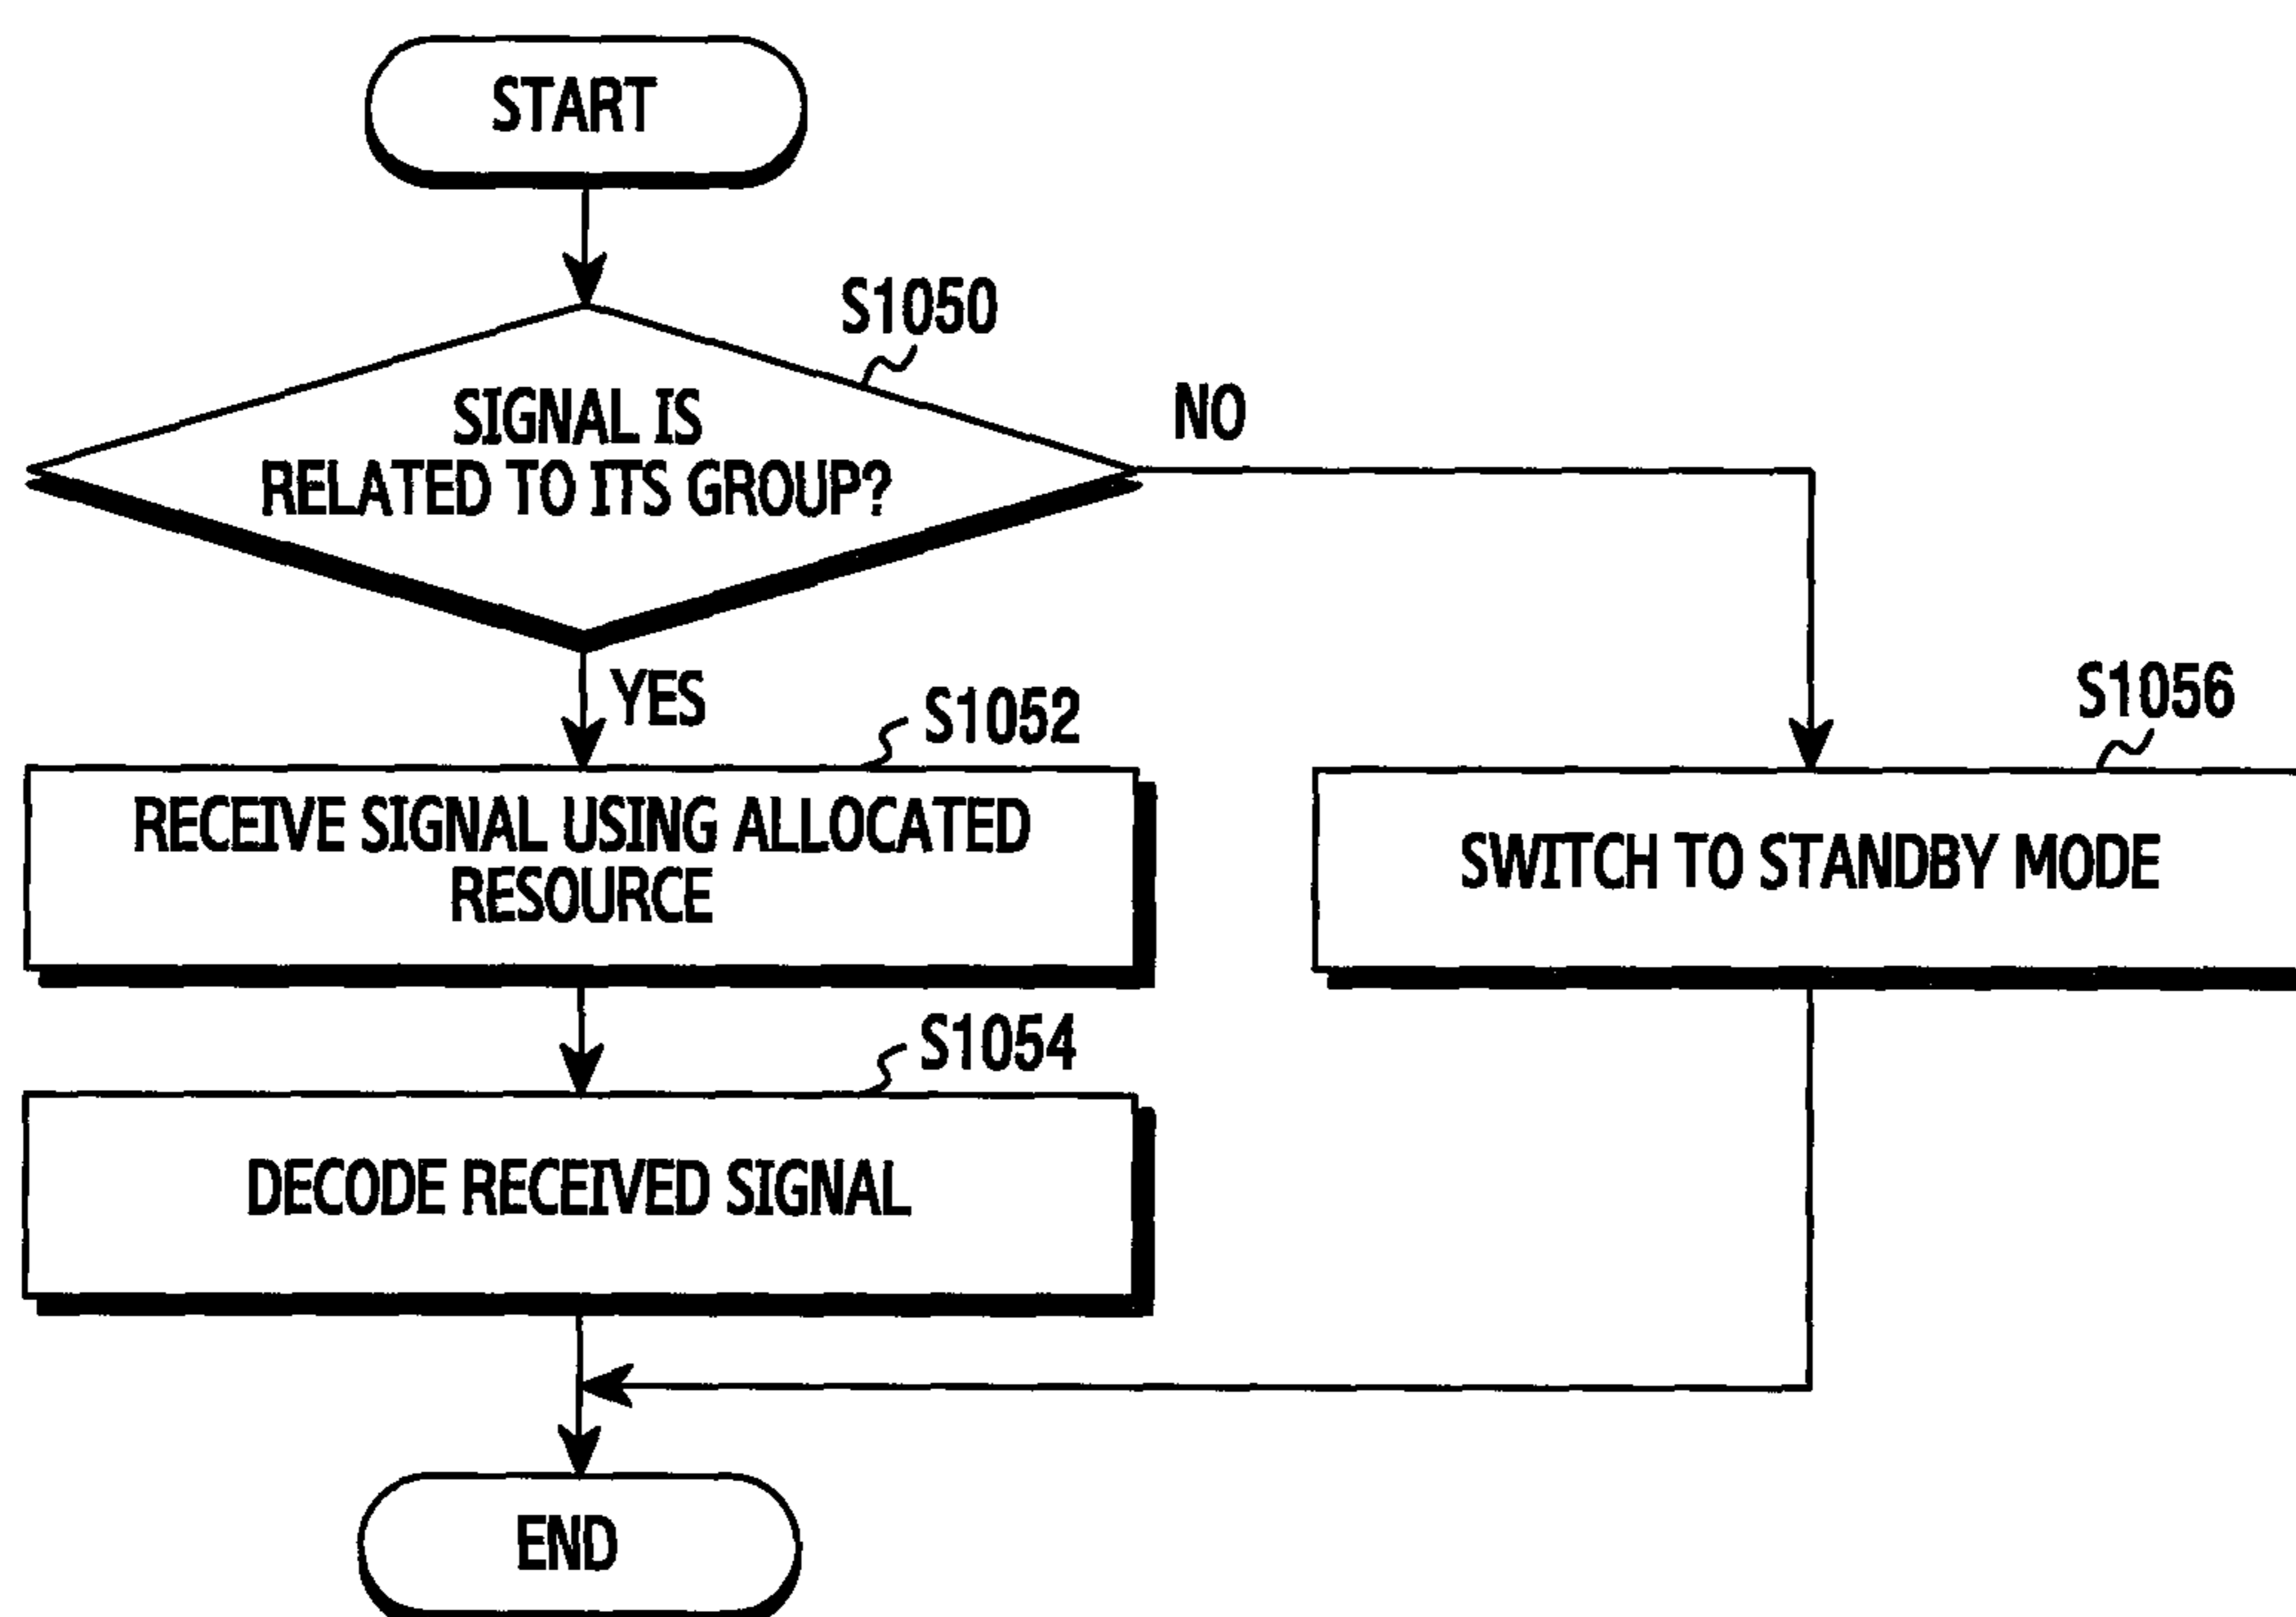 START
S1050
SIGNAL IS
RELATED TO ITS GROUP?
NO
YES
S1052
RECEIVE SIGNAL USING ALLOCATED
RESOURCE
S1056
SWITCH TO STANDBY MODE
S1054
DECODE RECEIVED SIGNAL
END